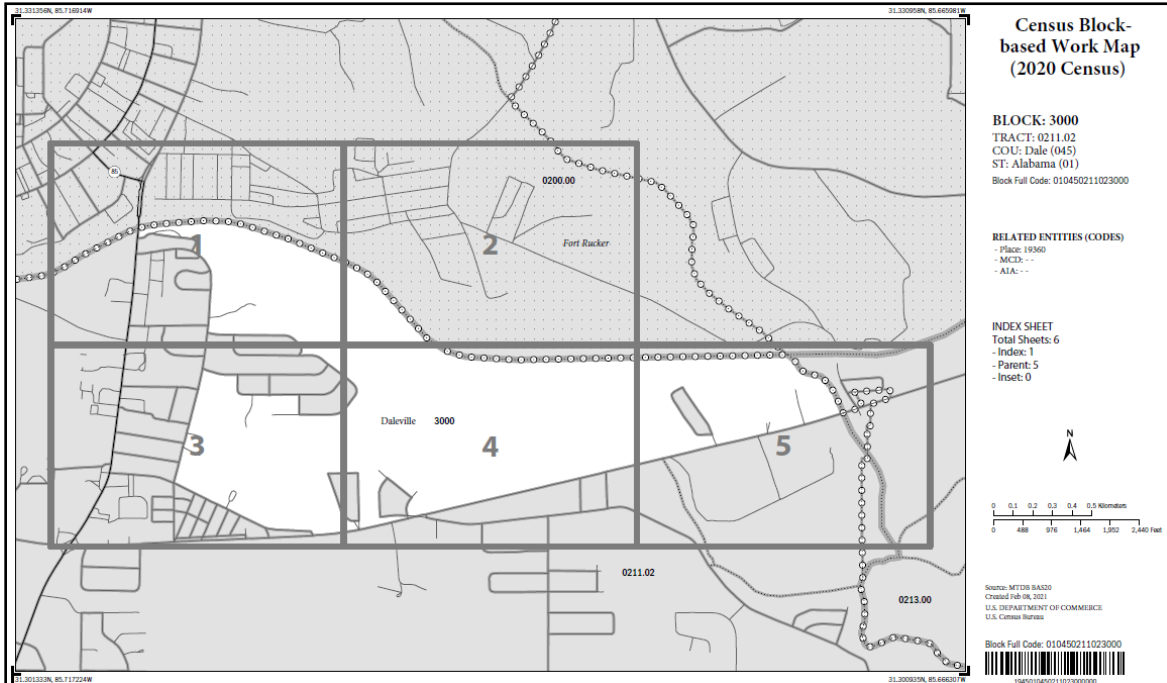 31.331356N, 85.716914W
31.330958N, 85.665981W
Census Block-
based Work Map
(2020 Census)
BLOCK: 3000
TRACT: 0211.02
COU: Dale (045)
ST: Alabama (01)
Block Full Code: 010450211023000
85
0200.00
RELATED ENTITIES (CODES)
- Place: 19360
- MCD: - -
- AIA: - -
1
2
Fort Rucker
INDEX SHEET
Total Sheets: 6
- Index: 1
- Parent: 5
- Inset: 0
Daleville 3000
3
4
5
N
0 0.1 0.2 0.3 0.4 0.5 Kilometers
0 488 976 1,464 1,952 2,440 Feet
0211.02
0213.00
Source: MTDB BAS20
Created Feb 08, 2021
U.S. DEPARTMENT OF COMMERCE
U.S. Census Bureau
Block Full Code: 010450211023000
31.301333N, 85.717224W
31.300935N, 85.666307W